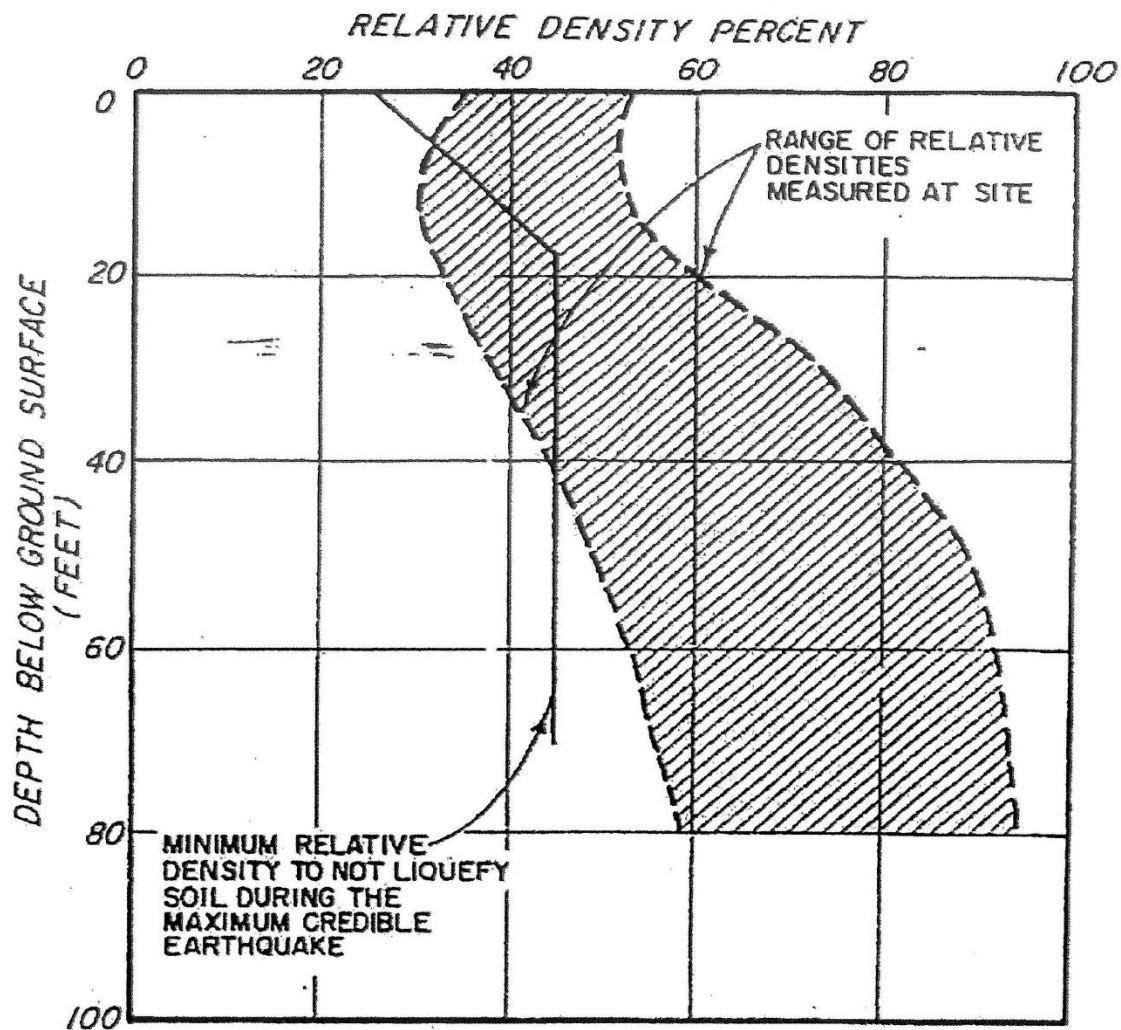 RELATIVE DENSITY PERCENT
0 20 40 60 80 100
0
RANGE OF RELATIVE
DENSITIES
MEASURED AT SITE
20
40
60
80
100
DEPTH BELOW GROUND SURFACE
(FEET)
MINIMUM RELATIVE
DENSITY TO NOT LIQUEFY
SOIL DURING THE
MAXIMUM CREDIBLE
EARTHQUAKE